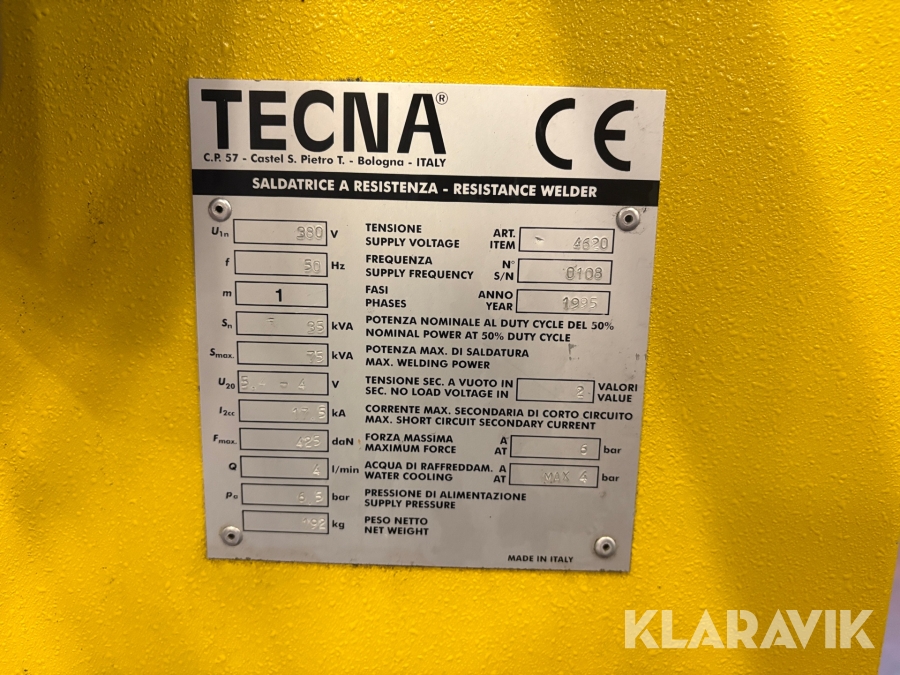 TECNA®
C.P. 57 - Castel S. Pietro T. - Bologna - ITALY
CE
SALDATRICE A RESISTENZA - RESISTANCE WELDER
U1n 380 V TENSIONE SUPPLY VOLTAGE
ART. ITEM 4620
f 50 Hz FREQUENZA SUPPLY FREQUENCY
N° S/N 0108
m 1 FASI PHASES
ANNO YEAR 1995
Sn kVA POTENZA NOMINALE AL DUTY CYCLE DEL 50%
NOMINAL POWER AT 50% DUTY CYCLE
Smax. 75 kVA POTENZA MAX. DI SALDATURA
MAX. WELDING POWER
U20 V TENSIONE SEC. A VUOTO IN
SEC. NO LOAD VOLTAGE IN
2 VALORI VALUE
I2cc kA CORRENTE MAX. SECONDARIA DI CORTO CIRCUITO
MAX. SHORT CIRCUIT SECONDARY CURRENT
Fmax. 425 daN FORZA MASSIMA MAXIMUM FORCE
A AT 6 bar
Q 4 l/min ACQUA DI RAFFREDDAM. WATER COOLING
A AT MAX 4 bar
pe 6,5 bar PRESSIONE DI ALIMENTAZIONE
SUPPLY PRESSURE
192 kg PESO NETTO
NET WEIGHT
MADE IN ITALY
KLARAVIK